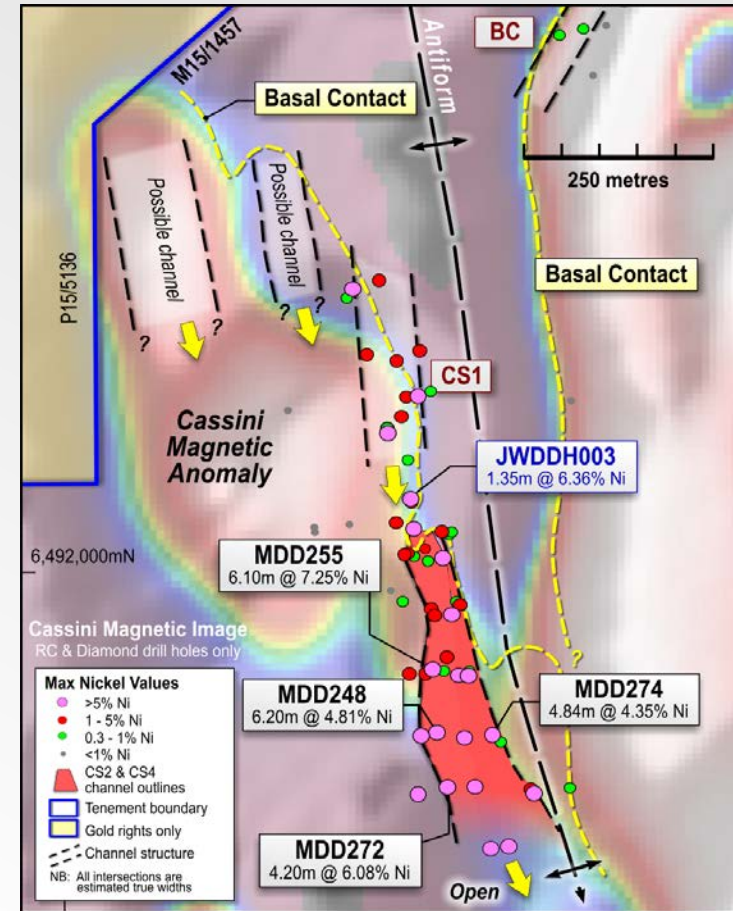 M15/1457
P15/5136
Basal Contact
Antiform
BC
250 metres
Possible channel
Possible channel
?
?
?
Basal Contact
CS1
Cassini
Magnetic
Anomaly
JWDDH003
1.35m @ 6.36% Ni
6,492,000mN
MDD255
6.10m @ 7.25% Ni
Cassini Magnetic Image
RC & Diamond drill holes only
?
MDD248
6.20m @ 4.81% Ni
MDD274
4.84m @ 4.35% Ni
MDD272
4.20m @ 6.08% Ni
Open
Max Nickel Values
>5% Ni
1 - 5% Ni
0.3 - 1% Ni
<1% Ni
CS2 & CS4
channel outlines
Tenement boundary
Gold rights only
Channel structure
NB: All intersections are
estimated true widths